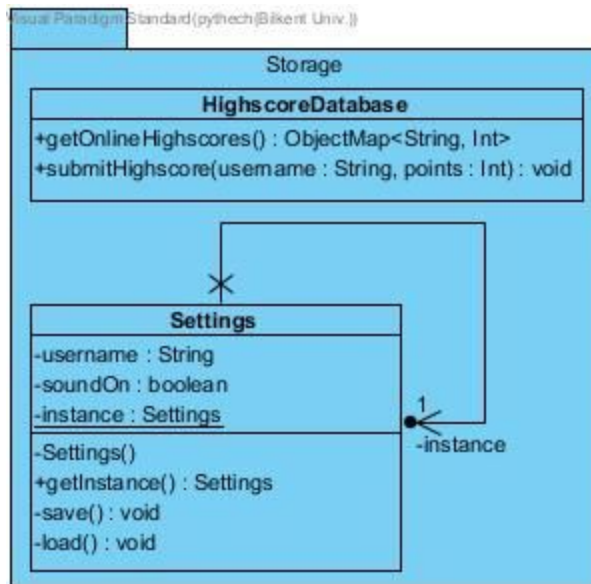 Visual Paradigm Standard(pythech(Bilkent Univ.))
Storage
HighscoreDatabase
+getOnlineHighscores() : ObjectMap<String, Int>
+submitHighscore(username : String, points : Int) : void
Settings
-username : String
-soundOn : boolean
-instance : Settings
1
-instance
-Settings()
+getInstance() : Settings
-save() : void
-load() : void